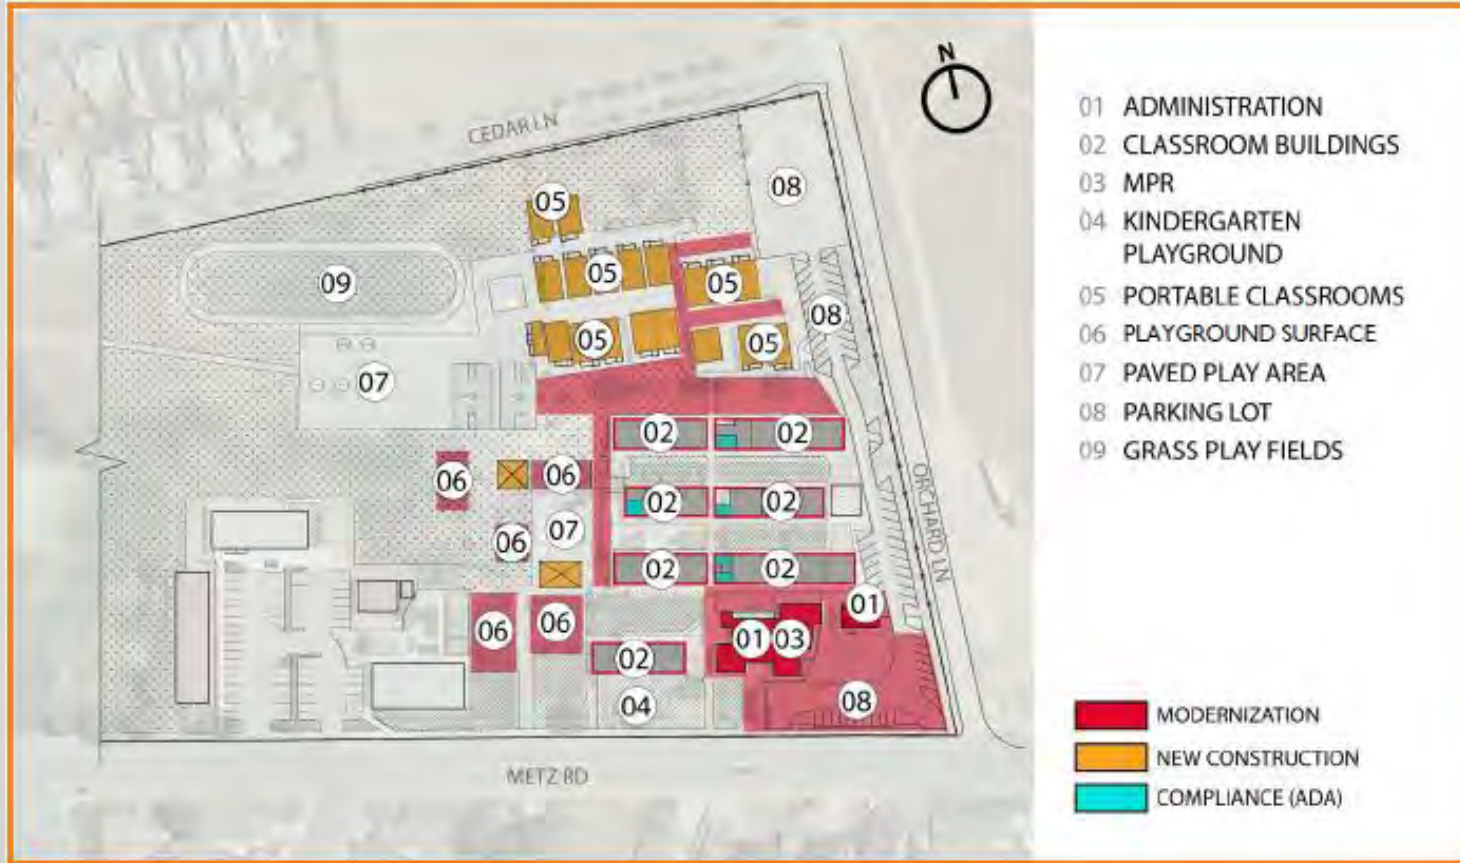 N
CEDAR LN
08
05
09
05
05
08
05
05
07
02
02
06
06
02
02
07
06
ORCHARD LN
02
02
01
06
06
01
03
02
04
08
METZ RD
01 ADMINISTRATION
02 CLASSROOM BUILDINGS
03 MPR
04 KINDERGARTEN
PLAYGROUND
05 PORTABLE CLASSROOMS
06 PLAYGROUND SURFACE
07 PAVED PLAY AREA
08 PARKING LOT
09 GRASS PLAY FIELDS
MODERNIZATION
NEW CONSTRUCTION
COMPLIANCE (ADA)